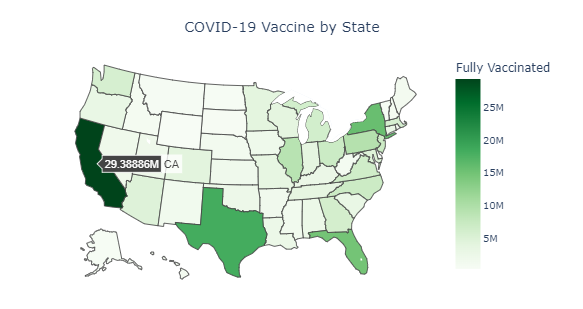 COVID-19 Vaccine by State
Fully Vaccinated
25M
20M
15M
10M
5M
29.38886M CA